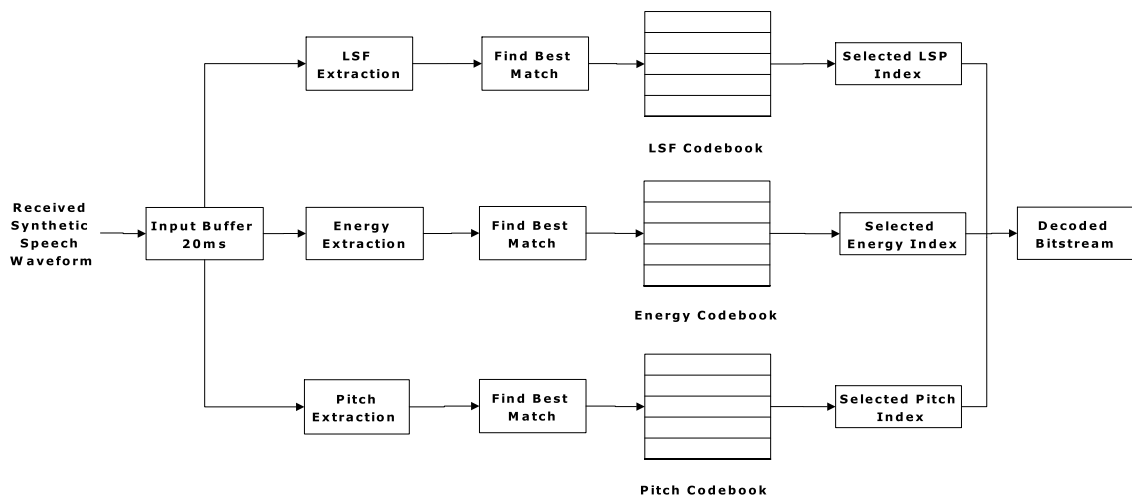 LSF
Extraction
Find Best
Match
Selected LSP
Index
LSF Codebook
Received
Synthetic
Speech
Waveform
Input Buffer
20ms
Energy
Extraction
Find Best
Match
Selected
Energy Index
Decoded
Bitstream
Energy Codebook
Pitch
Extraction
Find Best
Match
Selected Pitch
Index
Pitch Codebook